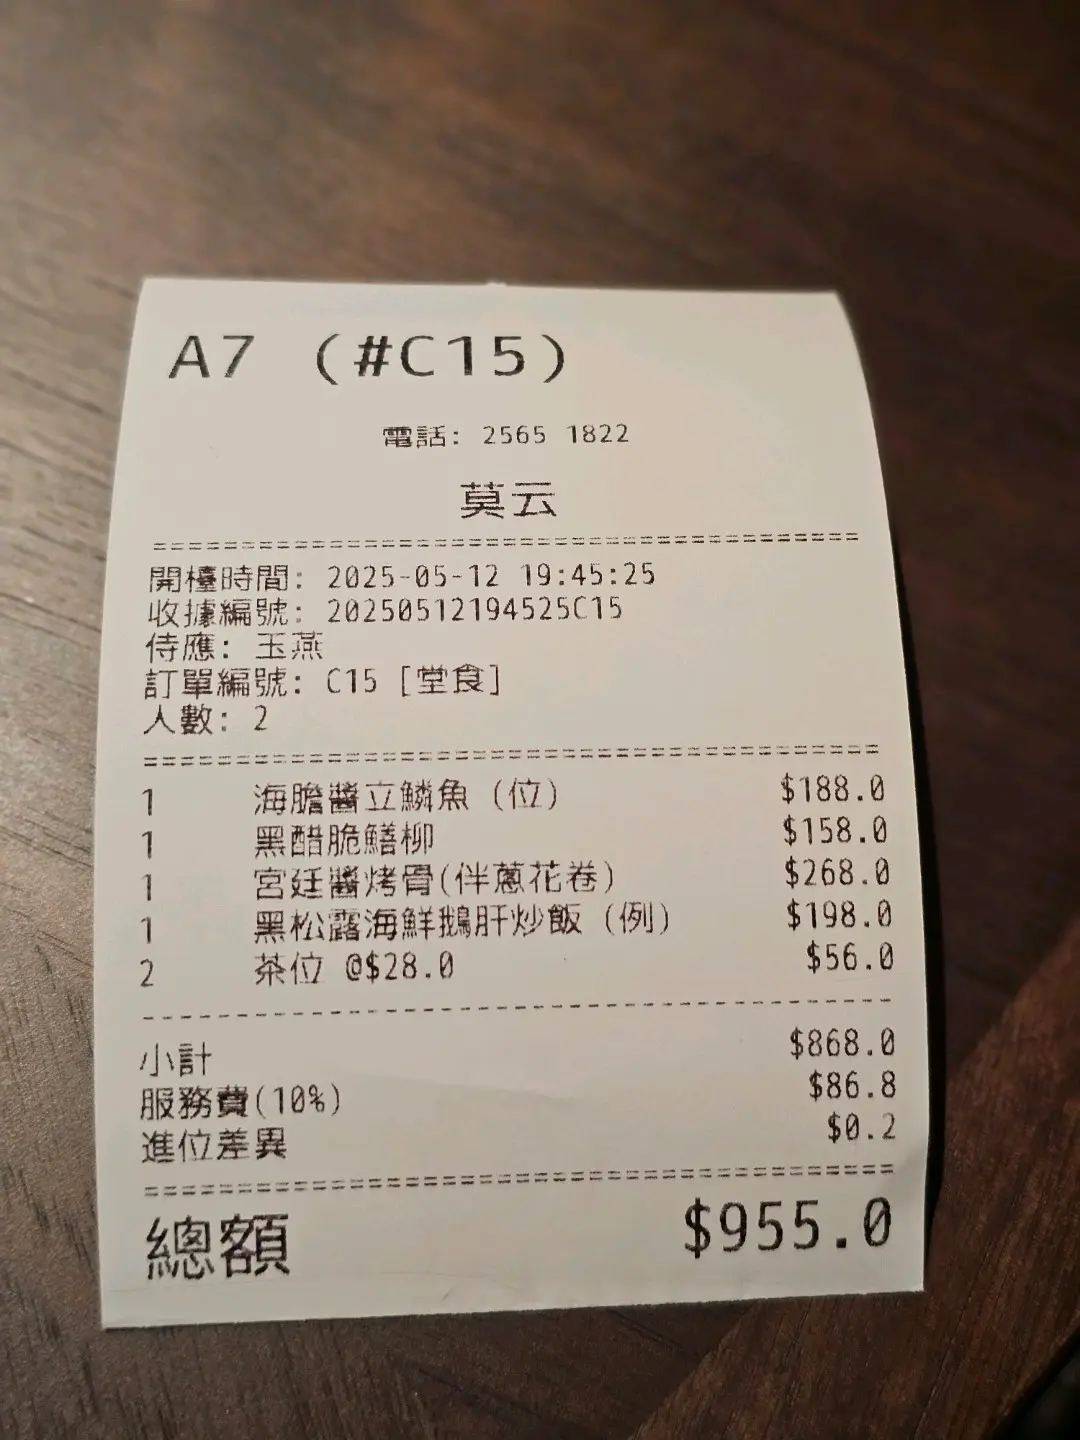 A7 (#C15)
電話: 2565 1822
莫云
開檯時間: 2025-05-12 19:45:25
收據編號: 20250512194525C15
侍應: 玉燕
訂單編號: C15 [堂食]
人數: 2
1 海膽醬立鱗魚 (位) $188.0
1 黑醋脆鱔柳 $158.0
1 宮廷醬烤骨(伴蔥花卷) $268.0
1 黑松露海鮮鵝肝炒飯 (例) $198.0
2 茶位 @$28.0 $56.0
小計 $868.0
服務費(10%) $86.8
進位差異 $0.2
總額 $955.0